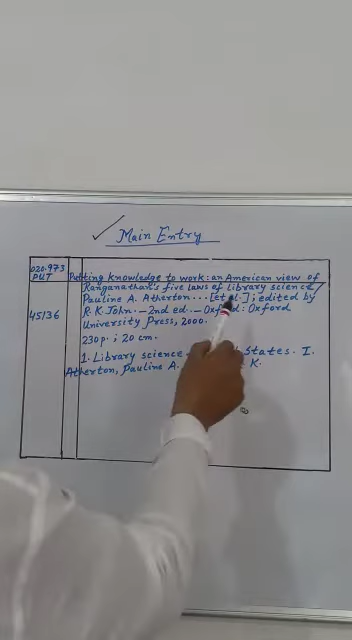 Main Entry
020.973 Putting Knowledge to work: an American view of
PUT Ranganathan's five laws of library science/
Pauline A. Atherton...[et al.]; edited by
45136 R.K. John.—2nd ed.—Oxford: Oxford
University Press, 2000.
230p.; 20 cm.
1. Library science. States. I.
Atherton, Pauline A. K.